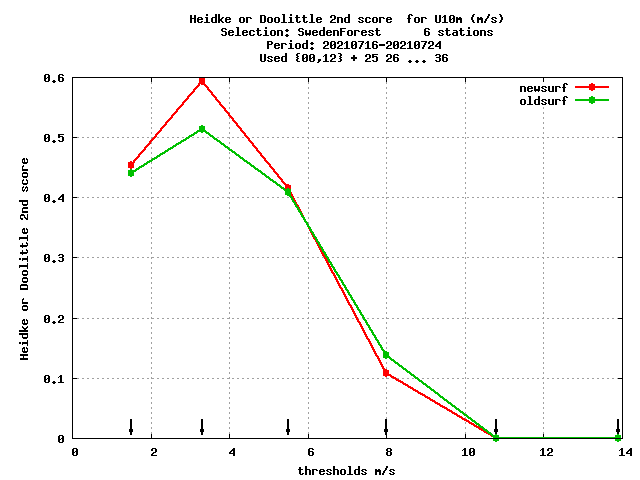 Heidke or Doolittle 2nd score  for U10m (m/s)
Selection: SwedenForest      6 stations
Period: 20210716-20210724
Used {00,12} + 25 26 ... 36
newsurf
oldsurf
Heidke or Doolittle 2nd score
0.6
0.5
0.4
0.3
0.2
0.1
0
0 2 4 6 8 10 12 14
thresholds m/s